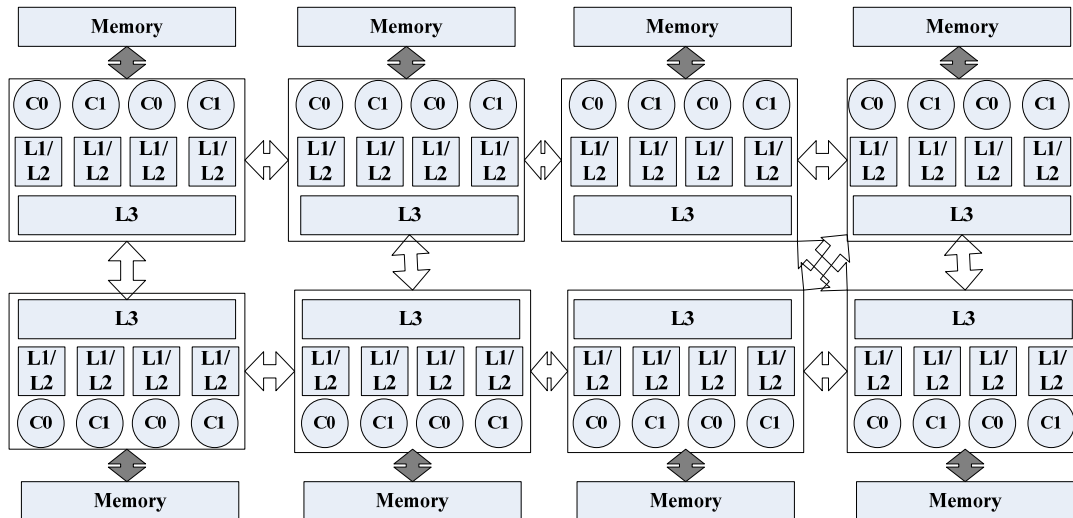 Memory Memory Memory Memory
C0 C1 C0 C1 C0 C1 C0 C1 C0 C1 C0 C1 C0 C1 C0 C1
L1/ L1/ L1/ L1/ L1/ L1/ L1/ L1/ L1/ L1/ L1/ L1/ L1/ L1/ L1/ L1/
L2 L2 L2 L2 L2 L2 L2 L2 L2 L2 L2 L2 L2 L2 L2 L2
L3 L3 L3 L3
L3 L3 L3 L3
L1/ L1/ L1/ L1/ L1/ L1/ L1/ L1/ L1/ L1/ L1/ L1/ L1/ L1/ L1/ L1/
L2 L2 L2 L2 L2 L2 L2 L2 L2 L2 L2 L2 L2 L2 L2 L2
C0 C1 C0 C1 C0 C1 C0 C1 C0 C1 C0 C1 C0 C1 C0 C1
Memory Memory Memory Memory